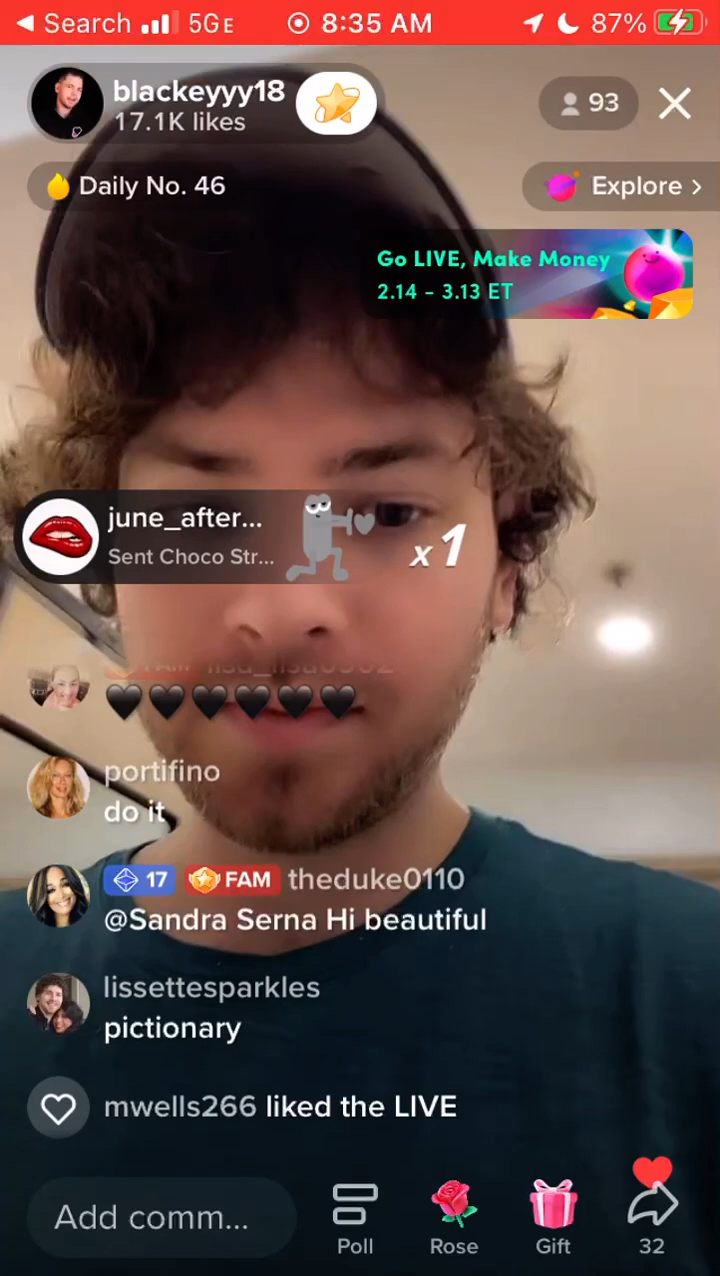 Search 5GE 8:35 AM 87%
blackeyyy18
17.1K likes
93
Daily No. 46
Explore >
Go LIVE, Make Money
2.14 - 3.13 ET
june_after...
Sent Choco Str...
x1
portifino
do it
17 FAM theduke0110
@Sandra Serna Hi beautiful
lissettesparkles
pictionary
mwells266 liked the LIVE
Add comm...
Poll
Rose
Gift
32